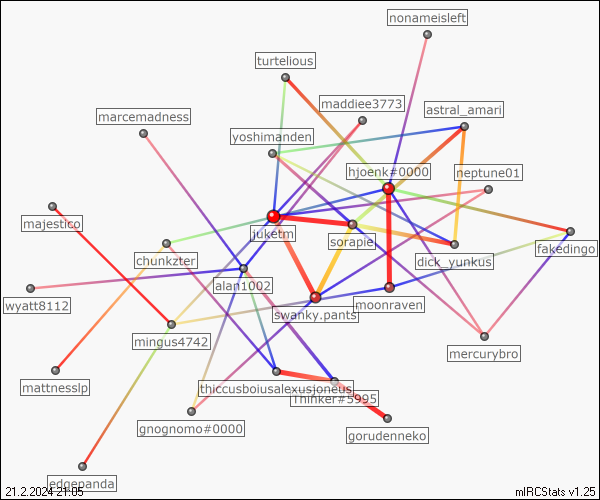 nonameisleft
turtelious
maddiee3773
marcemadness
astral_amari
yoshimanden
hjoenk#0000
neptune01
majestico
juketm
sorapie
fakedingo
chunkzter
dick_yunkus
alan1002
wyatt8112
moonraven
swanky.pants
mingus4742
mercurybro
mattnesslp
thiccusboiusalexusjoneus
Thinker#5995
gnognomo#0000
gorudenneko
edgepanda
21.2.2024 21:05
mIRCStats v1.25